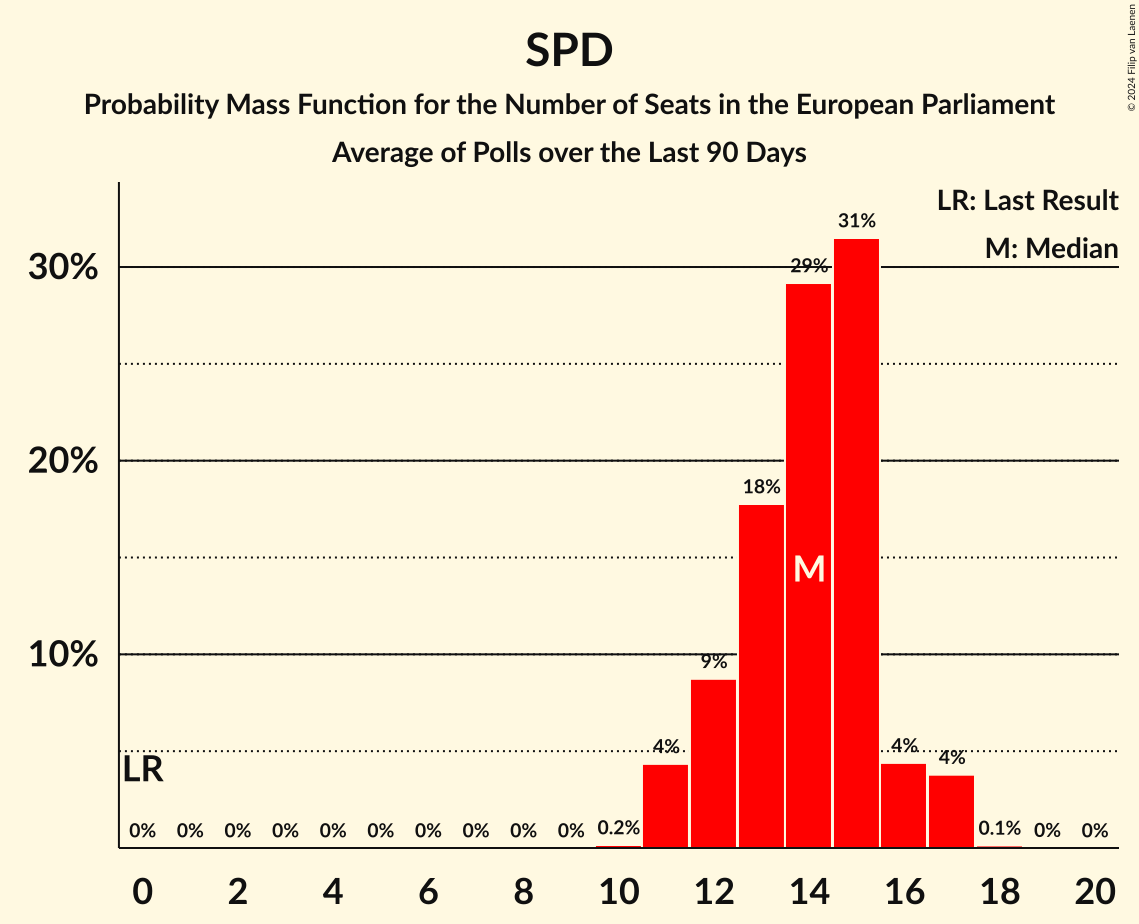 SPD
Probability Mass Function for the Number of Seats in the European Parliament
Average of Polls over the Last 90 Days
© 2024 Filip van Laenen
LR: Last Result
M: Median
30%
20%
10%
31%
29%
18%
M
9%
4%
4%
4%
LR
0%
0%
0%
0%
0%
0%
0%
0%
0%
0%
0.2%
0.1%
0%
0%
0 2 4 6 8 10 12 14 16 18 20